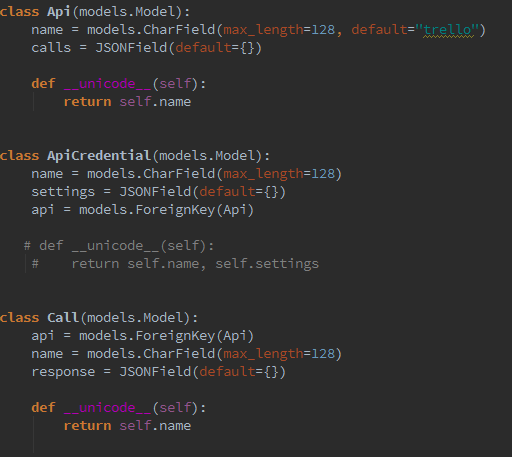 class Api(models.Model):
    name = models.CharField(max_length=128, default="trello")
    calls = JSONField(default={})
    def __unicode__(self):
        return self.name
class ApiCredential(models.Model):
    name = models.CharField(max_length=128)
    settings = JSONField(default={})
    api = models.ForeignKey(Api)
   # def __unicode__(self):
    #    return self.name, self.settings
class Call(models.Model):
    api = models.ForeignKey(Api)
    name = models.CharField(max_length=128)
    response = JSONField(default={})
    def __unicode__(self):
        return self.name